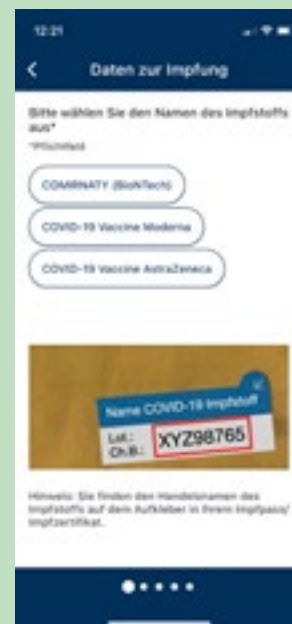 12:21
Daten zur Impfung
Bitte wählen Sie den Namen des Impfstoffs
aus*
*Pflichtfeld
COMIRNATY (BioNTech)
COVID-19 Vaccine Moderna
COVID-19 Vaccine AstraZeneca
Name COVID-19 Impfstoff
Lot.:
Ch.B.: XYZ98765
Hinweis: Sie finden den Handelsnamen des
Impfstoffs auf dem Aufkleber in Ihrem Impfpass/
Impfzertifikat.